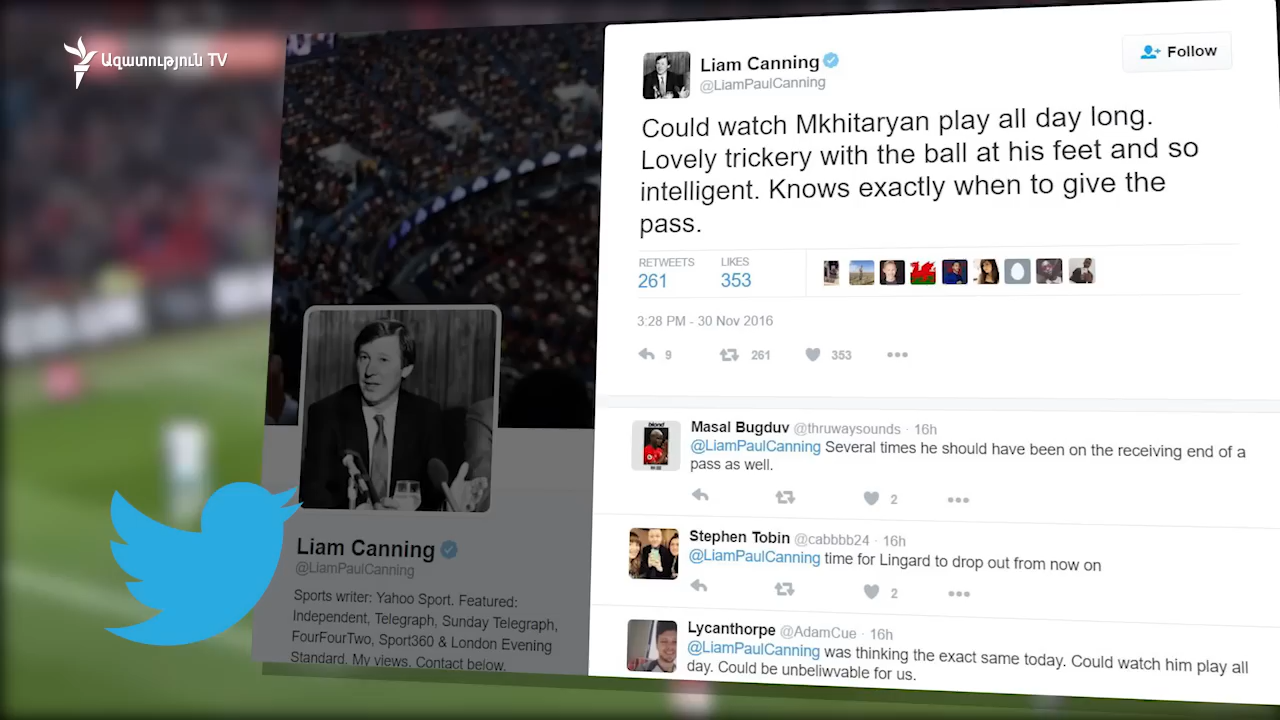 Ազատություն TV
Liam Canning
@LiamPaulCanning
Follow
Could watch Mkhitaryan play all day long.
Lovely trickery with the ball at his feet and so
intelligent. Knows exactly when to give the
pass.
RETWEETS LIKES
261 353
3:28 PM - 30 Nov 2016
9 261 353
Masal Bugduv @thruwaysounds · 16h
@LiamPaulCanning Several times he should have been on the receiving end of a
pass as well.
2
Stephen Tobin @cabbbb24 · 16h
@LiamPaulCanning time for Lingard to drop out from now on
2
Lycanthorpe @AdamCue · 16h
@LiamPaulCanning was thinking the exact same today. Could watch him play all
day. Could be unbeliwvable for us.
Liam Canning
@LiamPaulCanning
Sports writer: Yahoo Sport. Featured:
Independent, Telegraph, Sunday Telegraph,
FourFourTwo, Sport360 & London Evening
Standard. My views. Contact below.